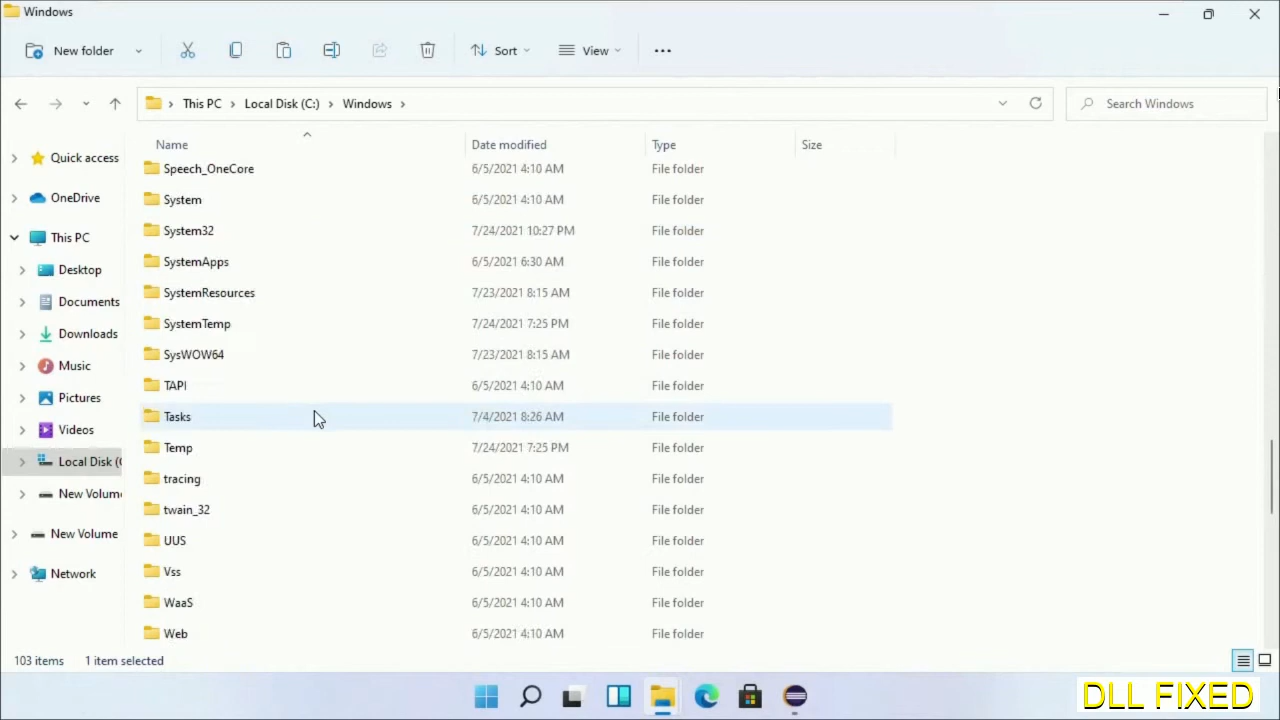 Windows
New folder
Sort
View
This PC
Local Disk (C:)
Windows
Search Windows
Name
Date modified
Type
Size
Quick access
OneDrive
This PC
Desktop
Documents
Downloads
Music
Pictures
Videos
Local Disk (
New Volum
New Volume
Network
Speech_OneCore 6/5/2021 4:10 AM File folder
System 6/5/2021 4:10 AM File folder
System32 7/24/2021 10:27 PM File folder
SystemApps 6/5/2021 6:30 AM File folder
SystemResources 7/23/2021 8:15 AM File folder
SystemTemp 7/24/2021 7:25 PM File folder
SysWOW64 7/23/2021 8:15 AM File folder
TAPI 6/5/2021 4:10 AM File folder
Tasks 7/4/2021 8:26 AM File folder
Temp 7/24/2021 7:25 PM File folder
tracing 6/5/2021 4:10 AM File folder
twain_32 6/5/2021 4:10 AM File folder
UUS 6/5/2021 4:10 AM File folder
Vss 6/5/2021 4:10 AM File folder
WaaS 6/5/2021 4:10 AM File folder
Web 6/5/2021 4:10 AM File folder
103 items
1 item selected
DLL FIXED